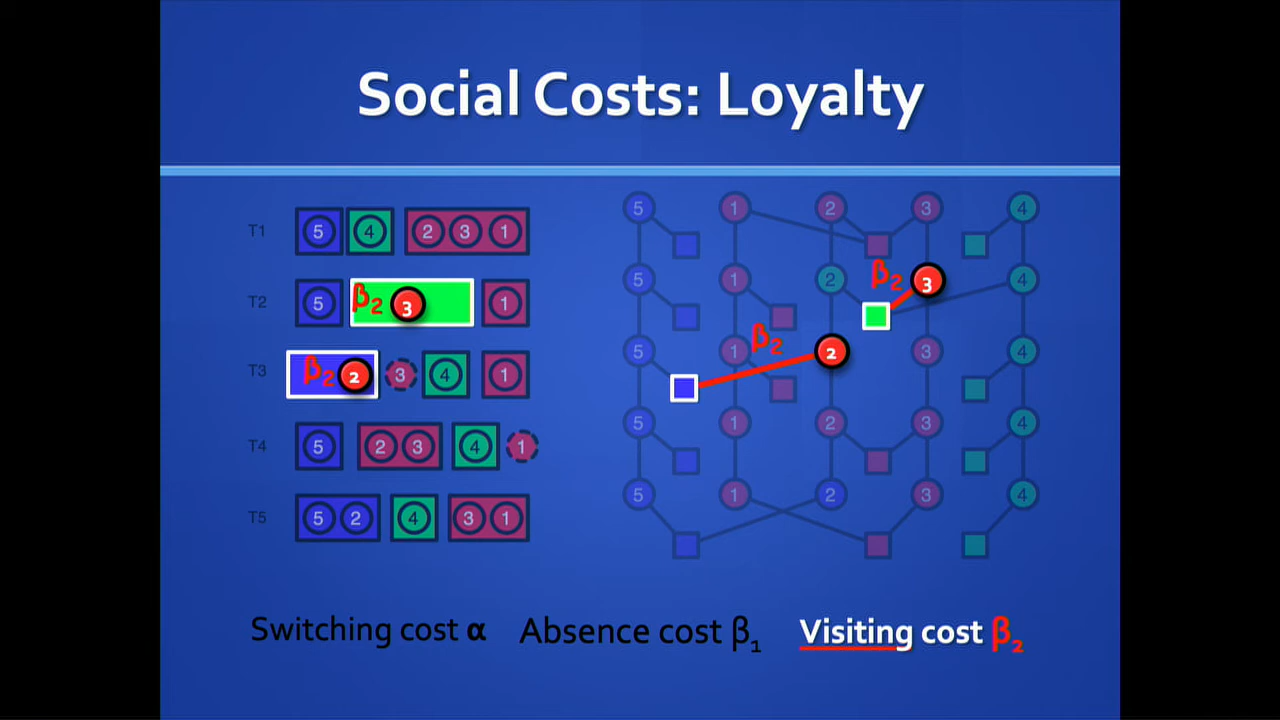 Social Costs: Loyalty
T1 5 4 2 3 1
T2 5 β2 3 1
T3 β2 2 3 4 1
T4 5 2 3 4 1
T5 5 2 4 3 1
5 1 2 3 4
5 1 2 β2 3 4
5 1 β2 2 3 4
5 1 2 3 4
5 1 2 3 4
Switching cost α Absence cost β1 Visiting cost β2